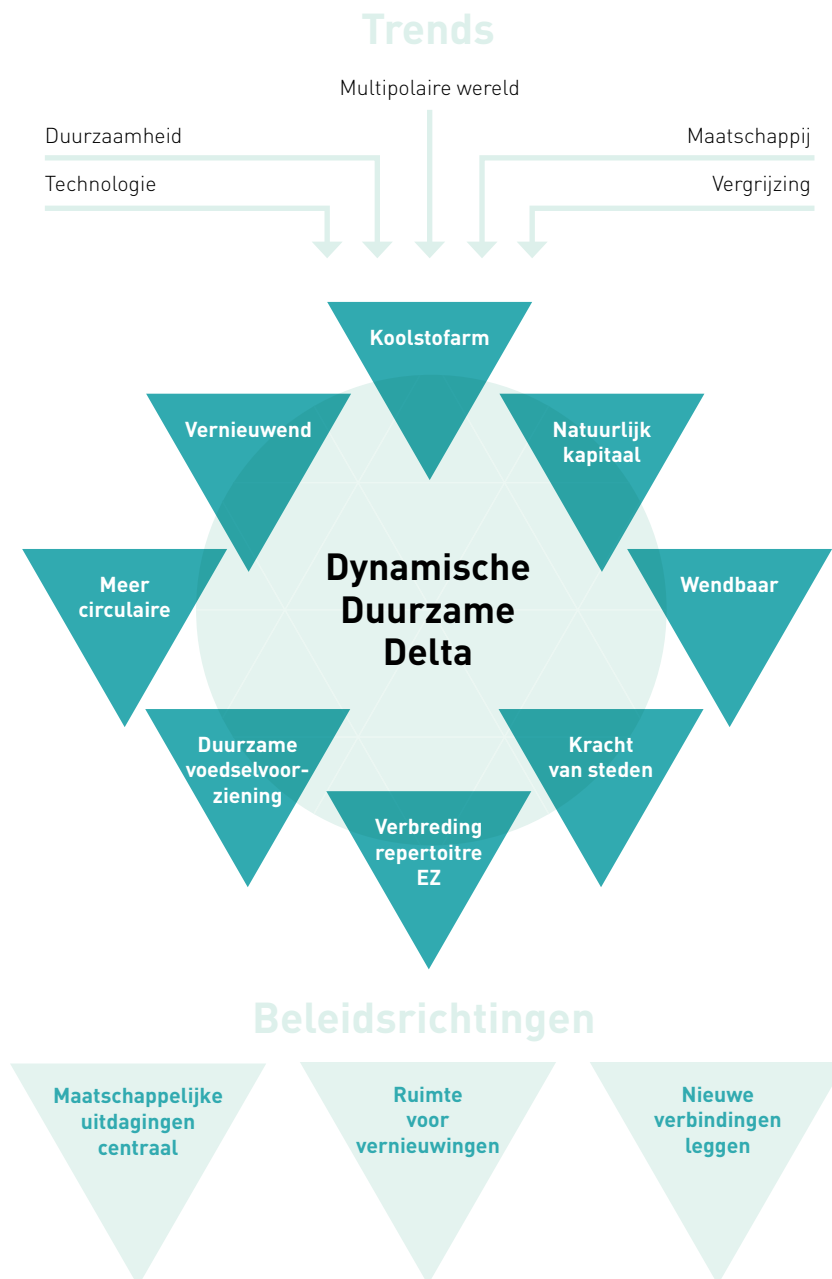 Trends
Multipolaire wereld
Duurzaamheid
Maatschappij
Technologie
Vergrijzing
Koolstofarm
Vernieuwend
Natuurlijk
kapitaal
Dynamische
Duurzame
Delta
Meer
circulaire
Wendbaar
Duurzame
voedselvoor-
ziening
Kracht
van steden
Verbreding
repertoitre
EZ
Beleidsrichtingen
Maatschappelijke
uitdagingen
centraal
Ruimte
voor
vernieuwingen
Nieuwe
verbindingen
leggen